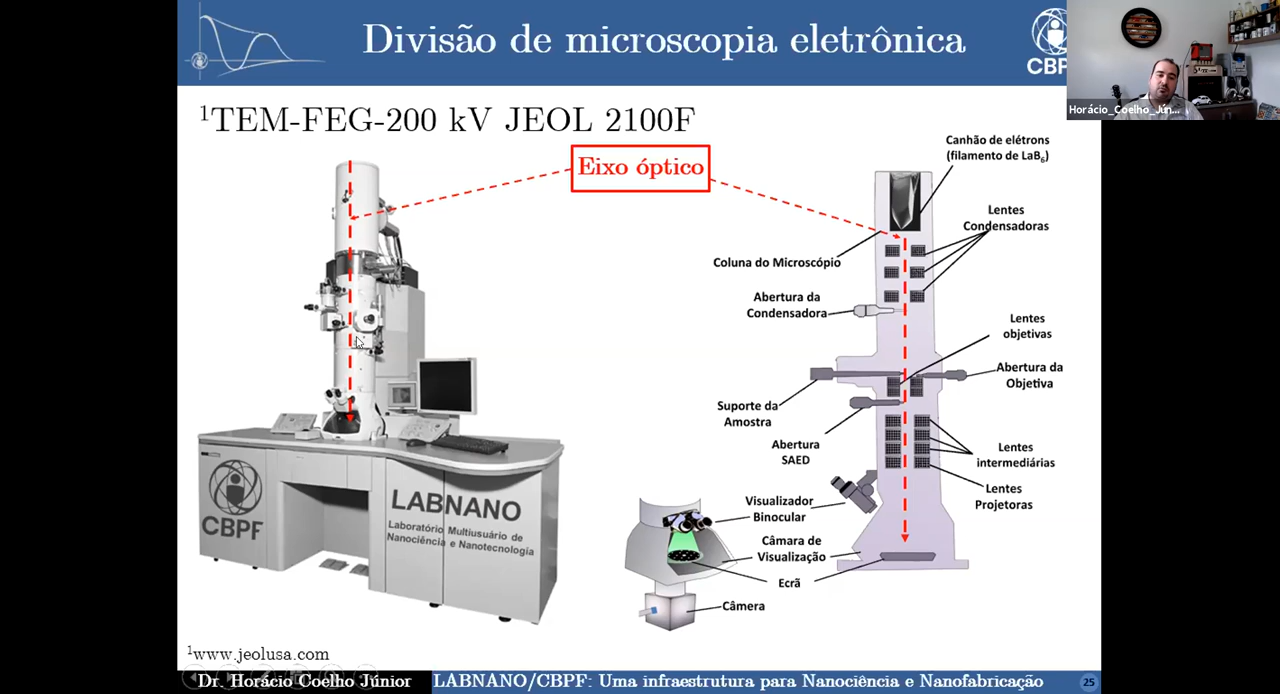 Divisão de microscopia eletrônica
CBPF
Horácio_Coelho_Jún...
1TEM-FEG-200 kV JEOL 2100F
Eixo óptico
Canhão de elétrons
(filamento de LaB6)
Lentes
Condensadoras
Coluna do Microscópio
Abertura da
Condensadora
Lentes
objetivas
Abertura da
Objetiva
Suporte da
Amostra
Abertura
SAED
Lentes
intermediárias
Lentes
Projetoras
Visualizador
Binocular
Câmara de
Visualização
Ecrã
Câmera
CBPF
LABNANO
Laboratório Multiusuário de
Nanociência e Nanotecnologia
1www.jeolusa.com
Dr. Horácio Coelho Júnior
LABNANO/CBPF: Uma infraestrutura para Nanociência e Nanofabricação
25